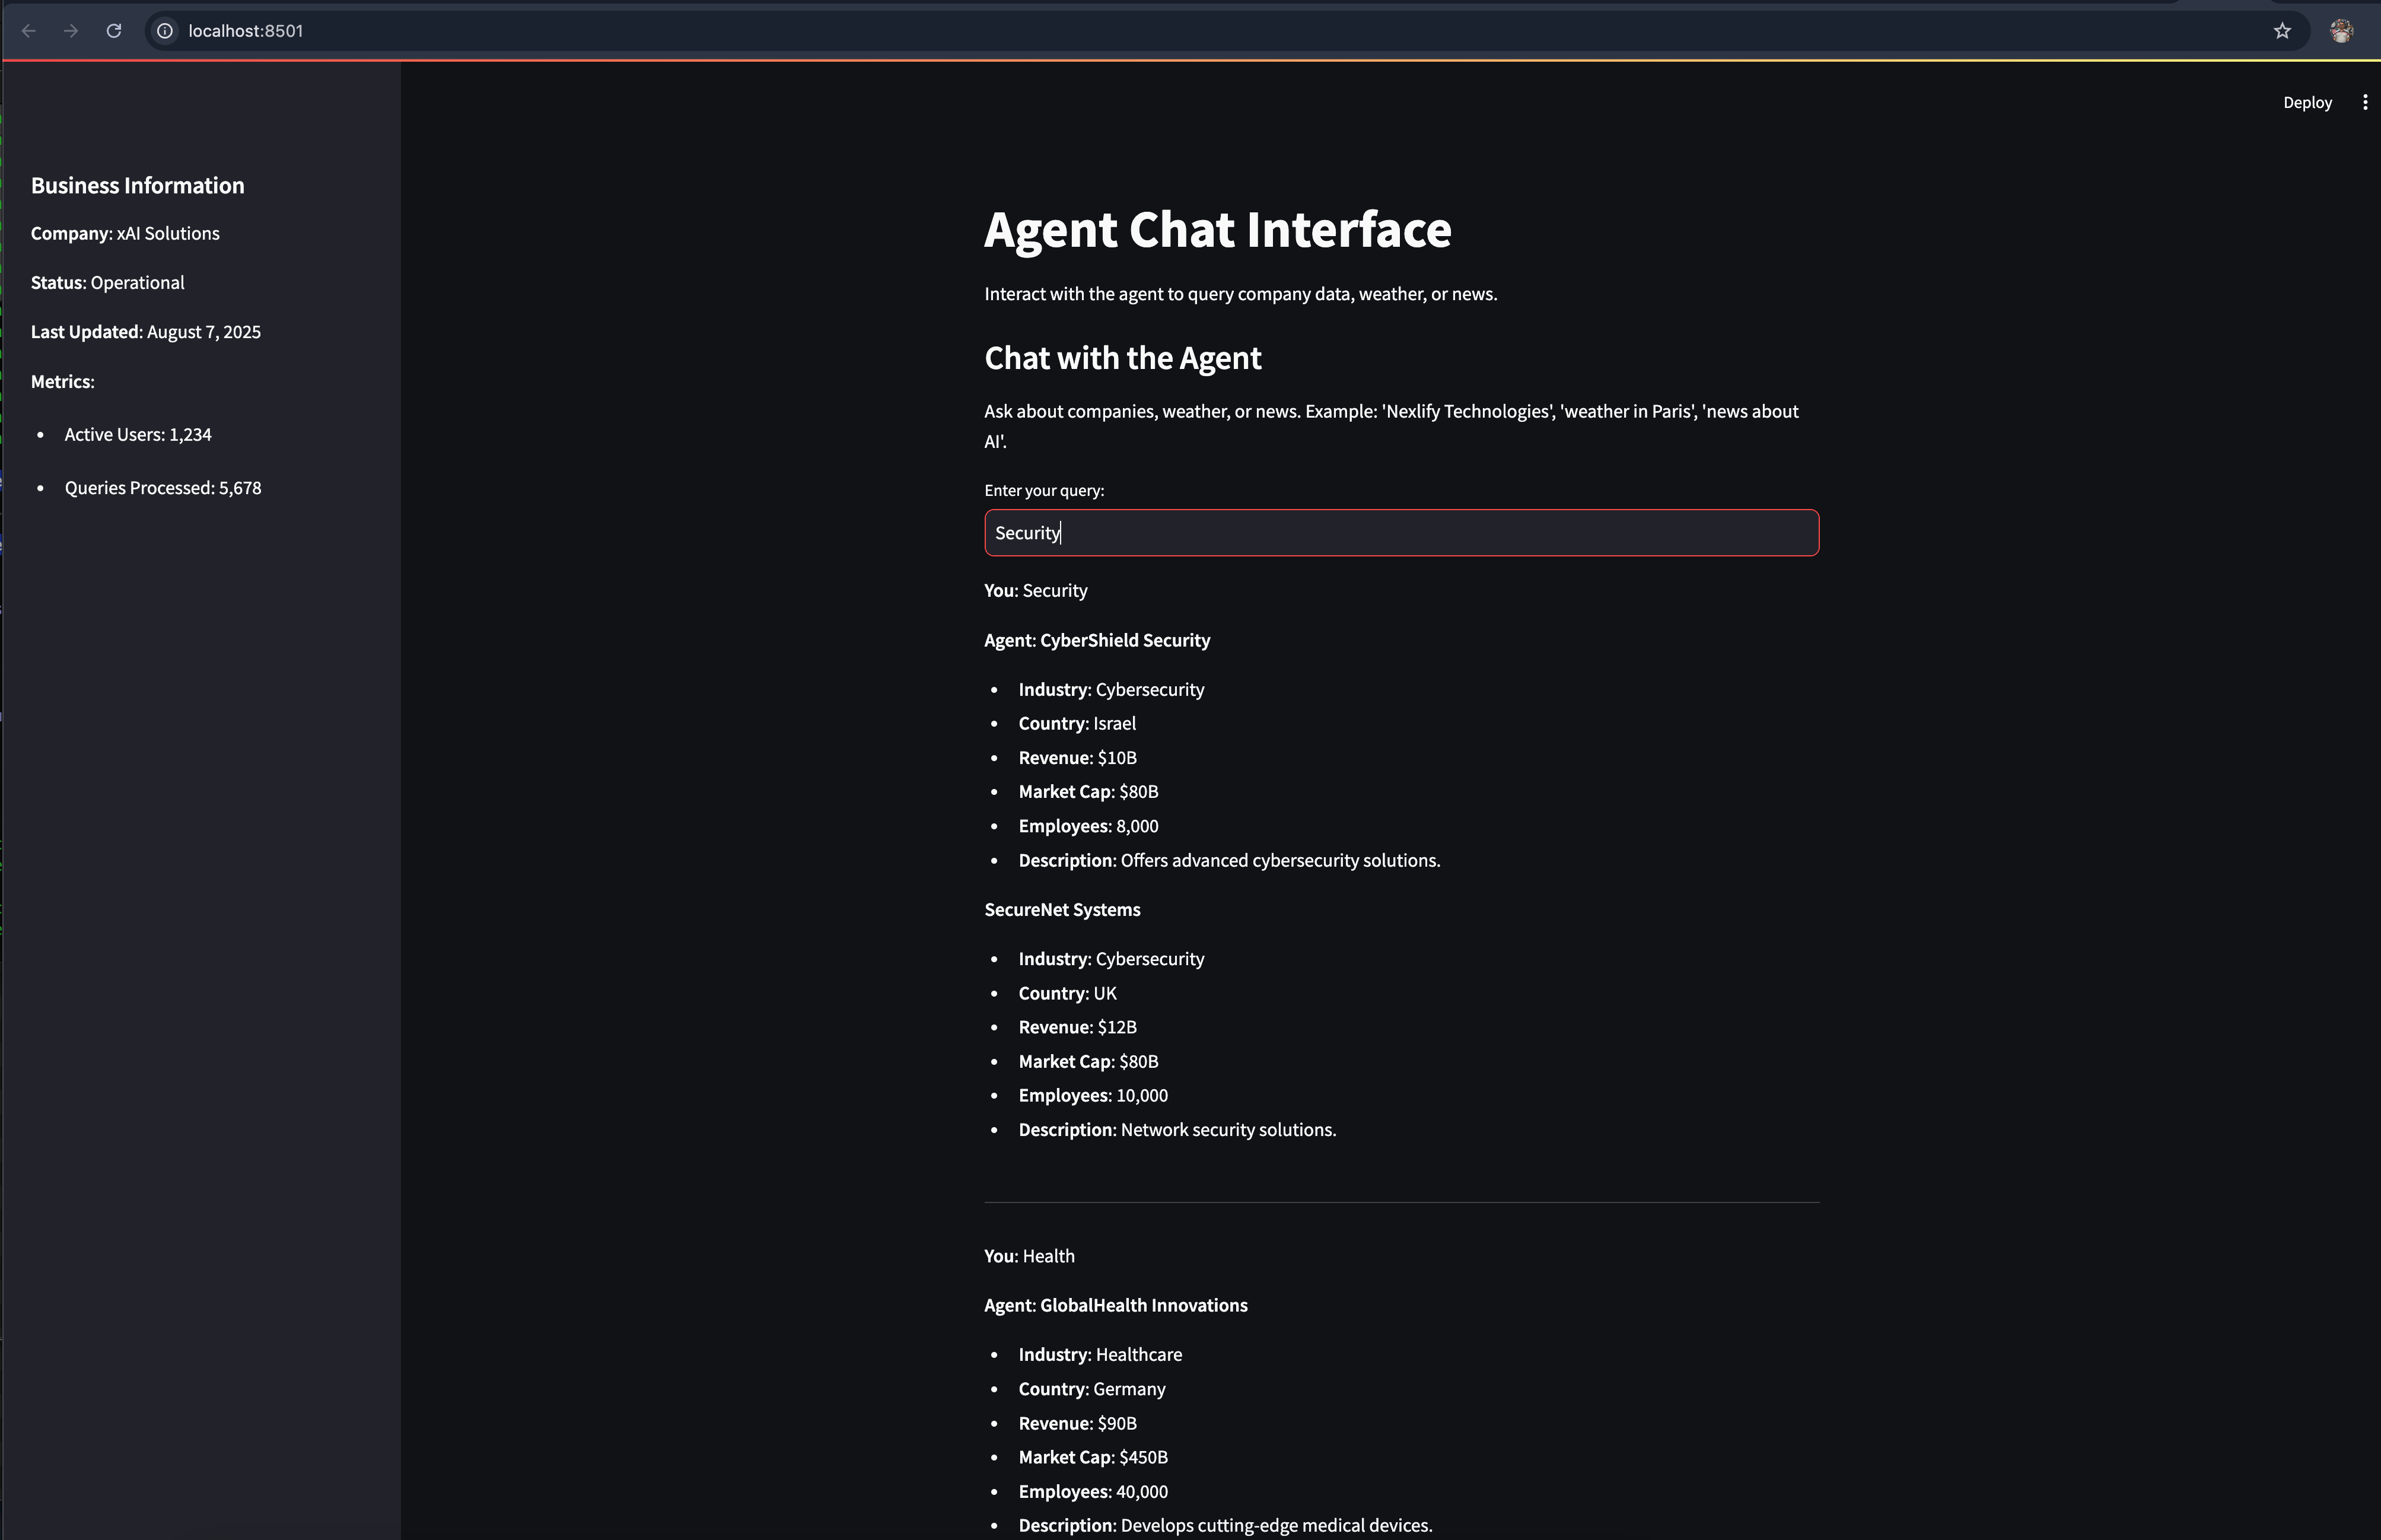 localhost:8501
Deploy
Business Information
Company: xAI Solutions
Status: Operational
Last Updated: August 7, 2025
Metrics:
• Active Users: 1,234
• Queries Processed: 5,678
Agent Chat Interface
Interact with the agent to query company data, weather, or news.
Chat with the Agent
Ask about companies, weather, or news. Example: 'Nexlify Technologies', 'weather in Paris', 'news about
AI'.
Enter your query:
Security
You: Security
Agent: CyberShield Security
• Industry: Cybersecurity
• Country: Israel
• Revenue: $10B
• Market Cap: $80B
• Employees: 8,000
• Description: Offers advanced cybersecurity solutions.
SecureNet Systems
• Industry: Cybersecurity
• Country: UK
• Revenue: $12B
• Market Cap: $80B
• Employees: 10,000
• Description: Network security solutions.
You: Health
Agent: GlobalHealth Innovations
• Industry: Healthcare
• Country: Germany
• Revenue: $90B
• Market Cap: $450B
• Employees: 40,000
• Description: Develops cutting-edge medical devices.